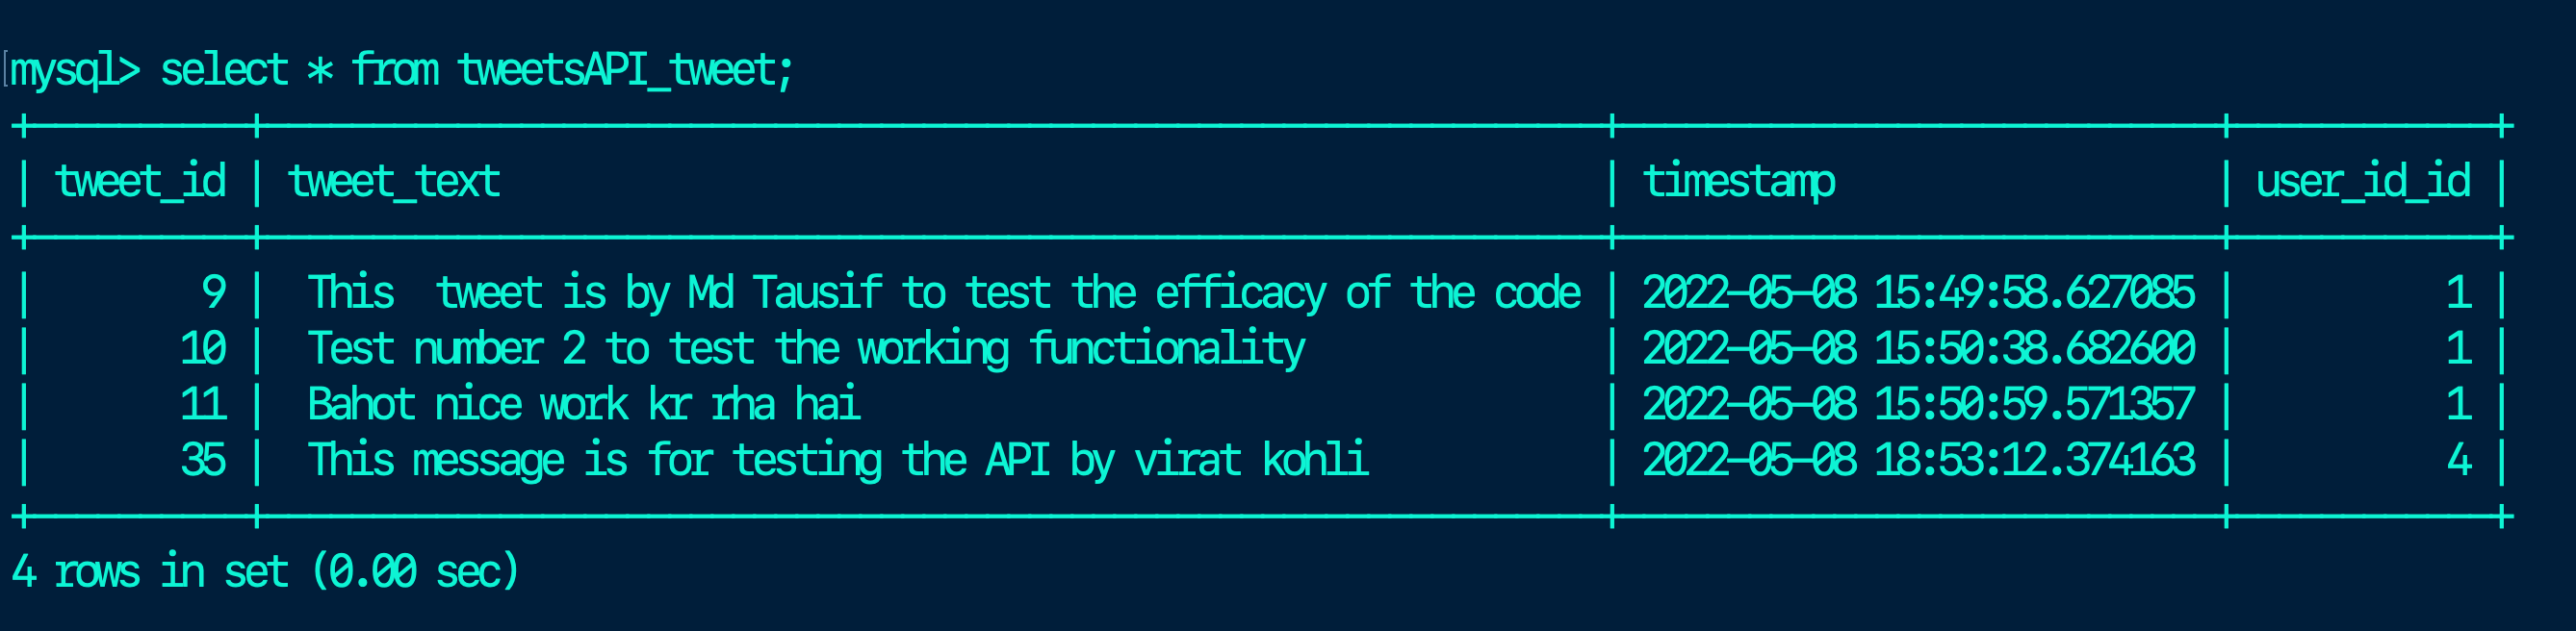 mysql> select * from tweetsAPI_tweet;
| tweet_id | tweet_text | timestamp | user_id_id |
| 9 |  This  tweet is by Md Tausif to test the efficacy of the code | 2022-05-08 15:49:58.627085 | 1 |
| 10 |  Test number 2 to test the working functionality | 2022-05-08 15:50:38.682600 | 1 |
| 11 |  Bahot nice work kr rha hai | 2022-05-08 15:50:59.571357 | 1 |
| 35 |  This message is for testing the API by virat kohli | 2022-05-08 18:53:12.374163 | 4 |
4 rows in set (0.00 sec)